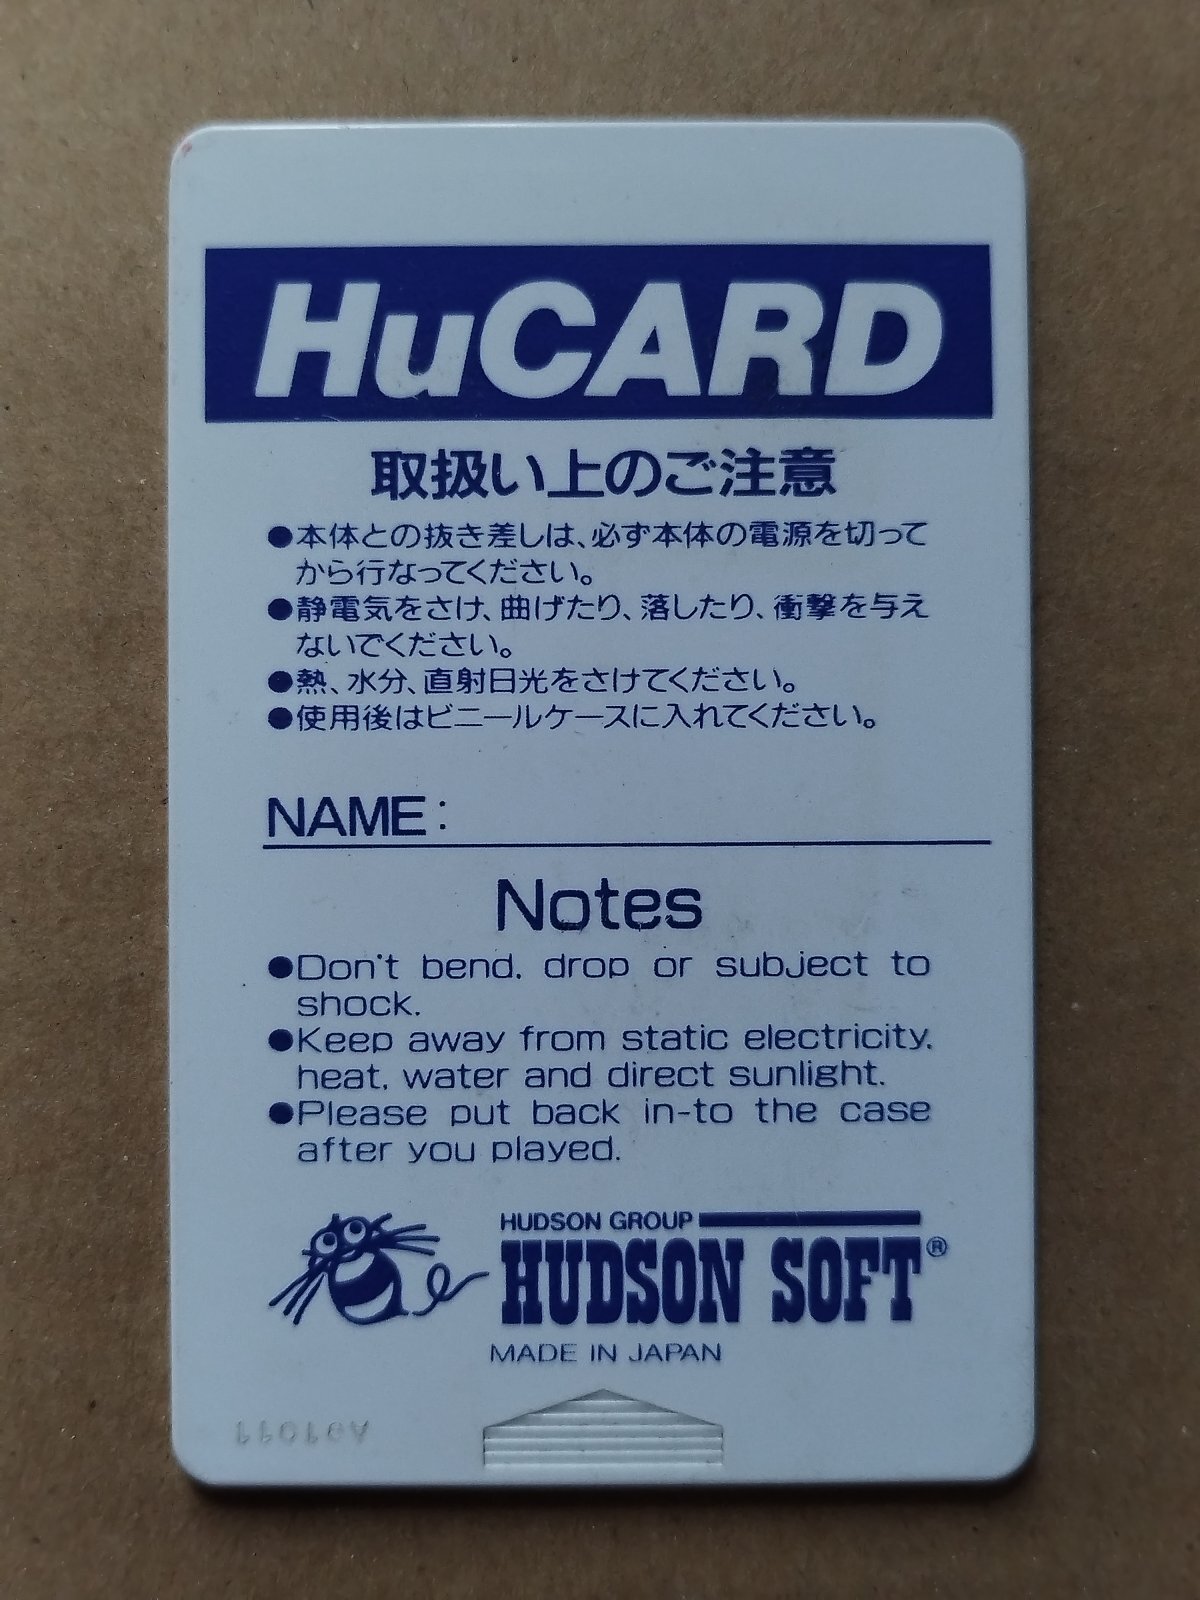 HuCARD
取扱い上のご注意
●本体との抜き差しは、必ず本体の電源を切って
から行なってください。
●静電気をさけ、曲げたり、落したり、衝撃を与え
ないでください。
●熱、水分、直射日光をさけてください。
●使用後はビニールケースに入れてください。
NAME:
Notes
●Don't bend, drop or subject to
shock.
●Keep away from static electricity,
heat, water and direct sunlight.
●Please put back in-to the case
after you played.
HUDSON GROUP
HUDSON SOFT®
MADE IN JAPAN